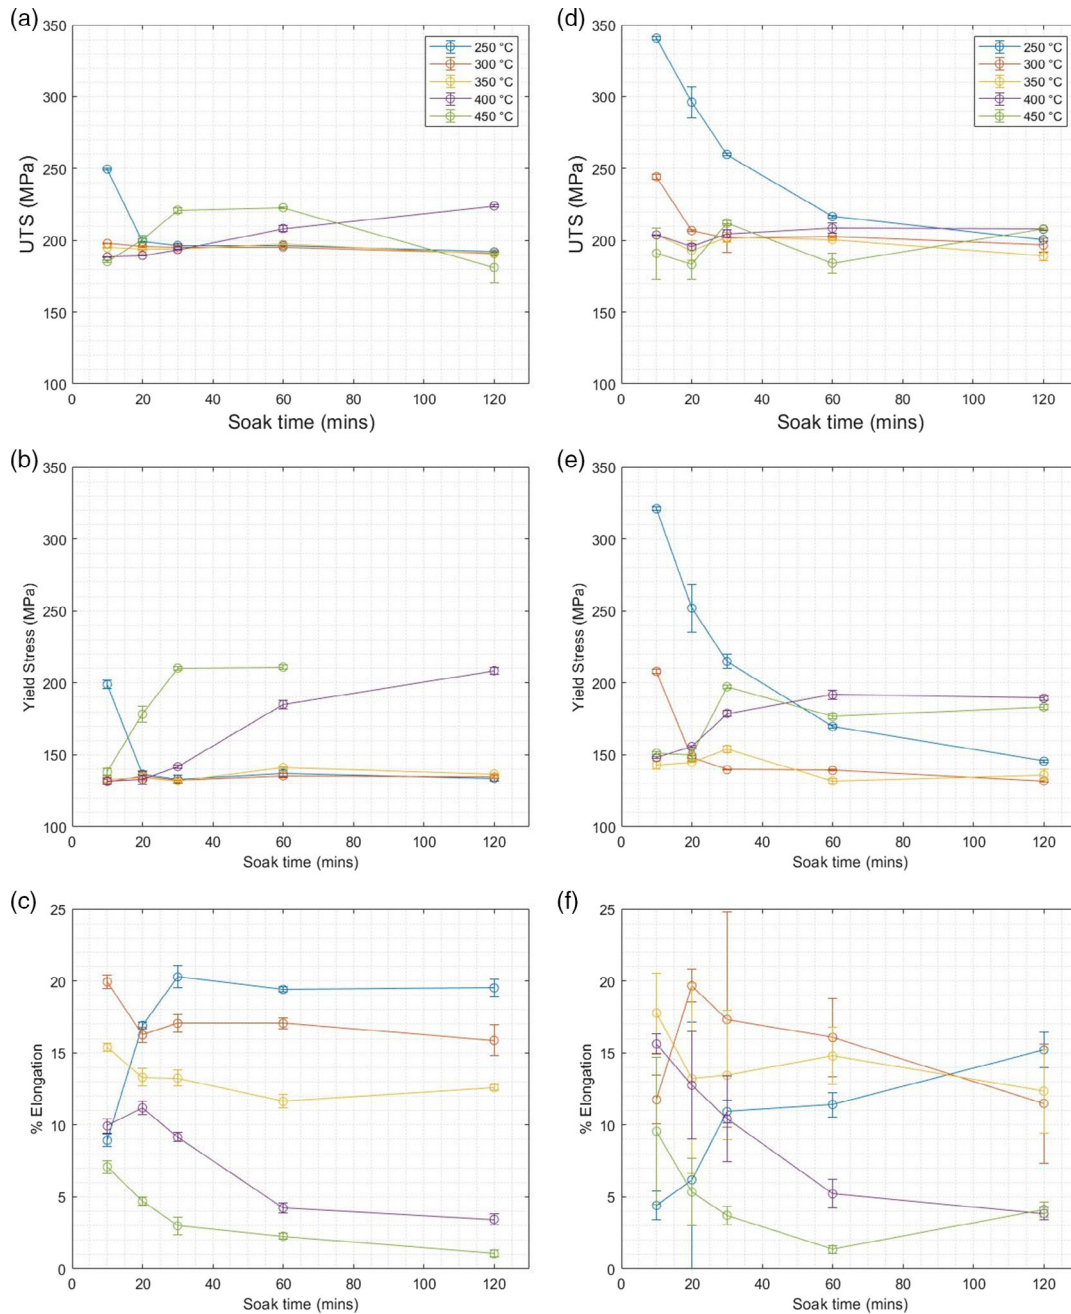 (a)
350
300
250
200
150
100
UTS (MPa)
0 20 40 60 80 100 120
Soak time (mins)
250 °C
300 °C
350 °C
400 °C
450 °C
(d)
350
300
250
200
150
100
UTS (MPa)
0 20 40 60 80 100 120
Soak time (mins)
250 °C
300 °C
350 °C
400 °C
450 °C
(b)
350
300
250
200
150
100
Yield Stress (MPa)
0 20 40 60 80 100 120
Soak time (mins)
(e)
350
300
250
200
150
100
Yield Stress (MPa)
0 20 40 60 80 100 120
Soak time (mins)
(c)
25
20
15
10
5
0
% Elongation
0 20 40 60 80 100 120
Soak time (mins)
(f)
25
20
15
10
5
0
% Elongation
0 20 40 60 80 100 120
Soak time (mins)